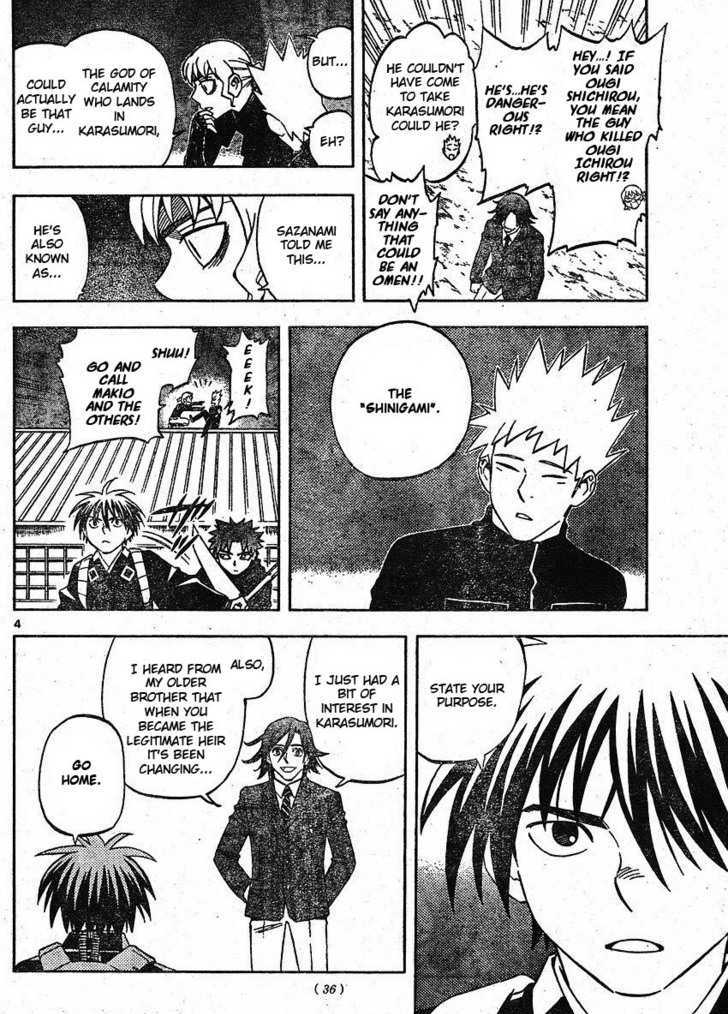 HEY...! IF
YOU SAID
OUGI
SHICHIROU,
YOU MEAN
THE GUY
WHO KILLED
OUGI
ICHIROU
RIGHT!?
HE'S...HE'S
DANGER-
OUS
RIGHT!?
HE COULDN'T
HAVE COME
TO TAKE
KARASUMORI
COULD HE?
DON'T
SAY ANY-
THING
THAT
COULD
BE AN
OMEN!!
BUT...
EH?
THE GOD OF
CALAMITY
WHO LANDS
IN
KARASUMORI,
COULD
ACTUALLY
BE THAT
GUY...
SAZANAMI
TOLD ME
THIS...
HE'S
ALSO
KNOWN
AS...
THE
"SHINIGAMI".
EEEEK!
SHUU!
GO AND
CALL
MAKIO
AND THE
OTHERS!
4
STATE YOUR
PURPOSE.
I JUST HAD A
BIT OF
INTEREST IN
KARASUMORI.
ALSO,
I HEARD FROM
MY OLDER
BROTHER THAT
WHEN YOU
BECAME THE
LEGITIMATE HEIR
IT'S BEEN
CHANGING...
GO
HOME.
( 36 )